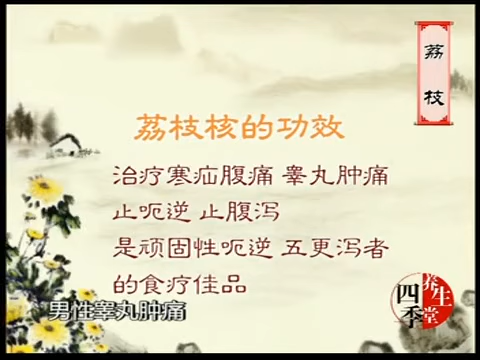 荔枝
荔枝核的功效
治疗寒疝腹痛 睾丸肿痛
止呃逆 止腹泻
是顽固性呃逆 五更泻者
的食疗佳品
男性睾丸肿痛
四季
养生堂